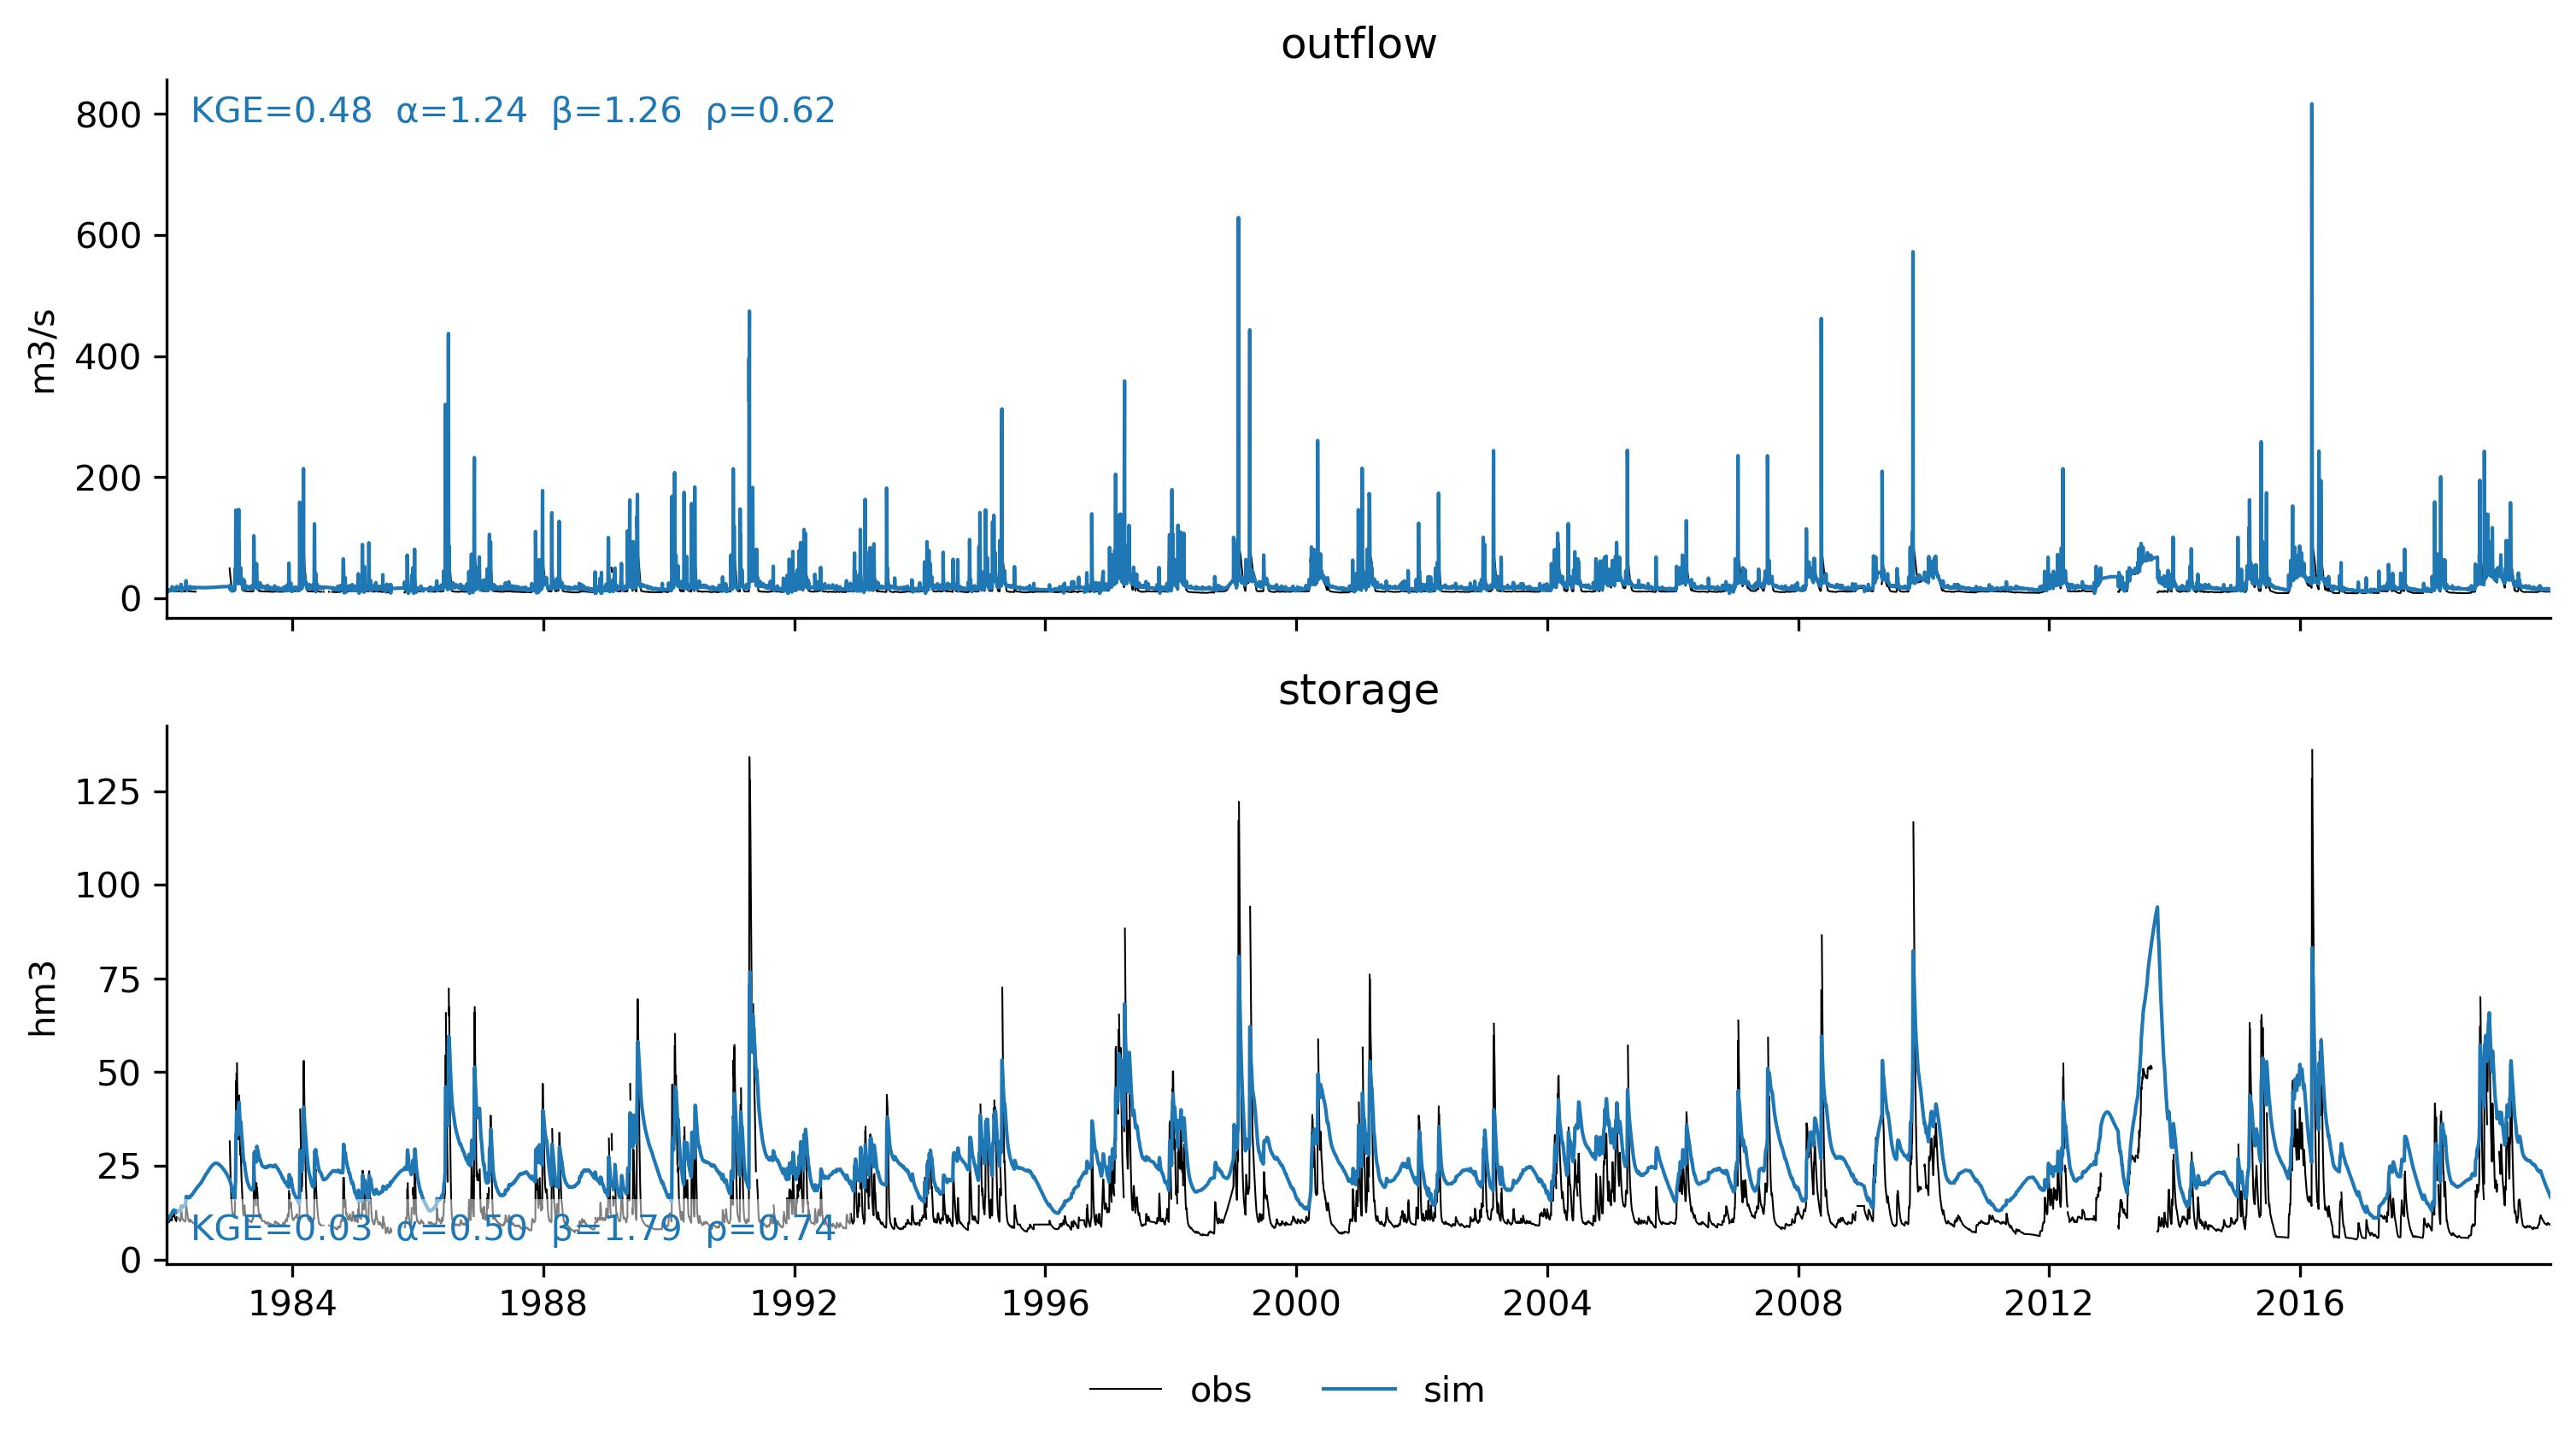 outflow
KGE=0.48 α=1.24 β=1.26 ρ=0.62
800
600
400
200
0
m3/s
storage
125
100
75
50
25
0
hm3
KGE=0.03 α=0.50 β=1.79 ρ=0.74
1984 1988 1992 1996 2000 2004 2008 2012 2016
obs sim